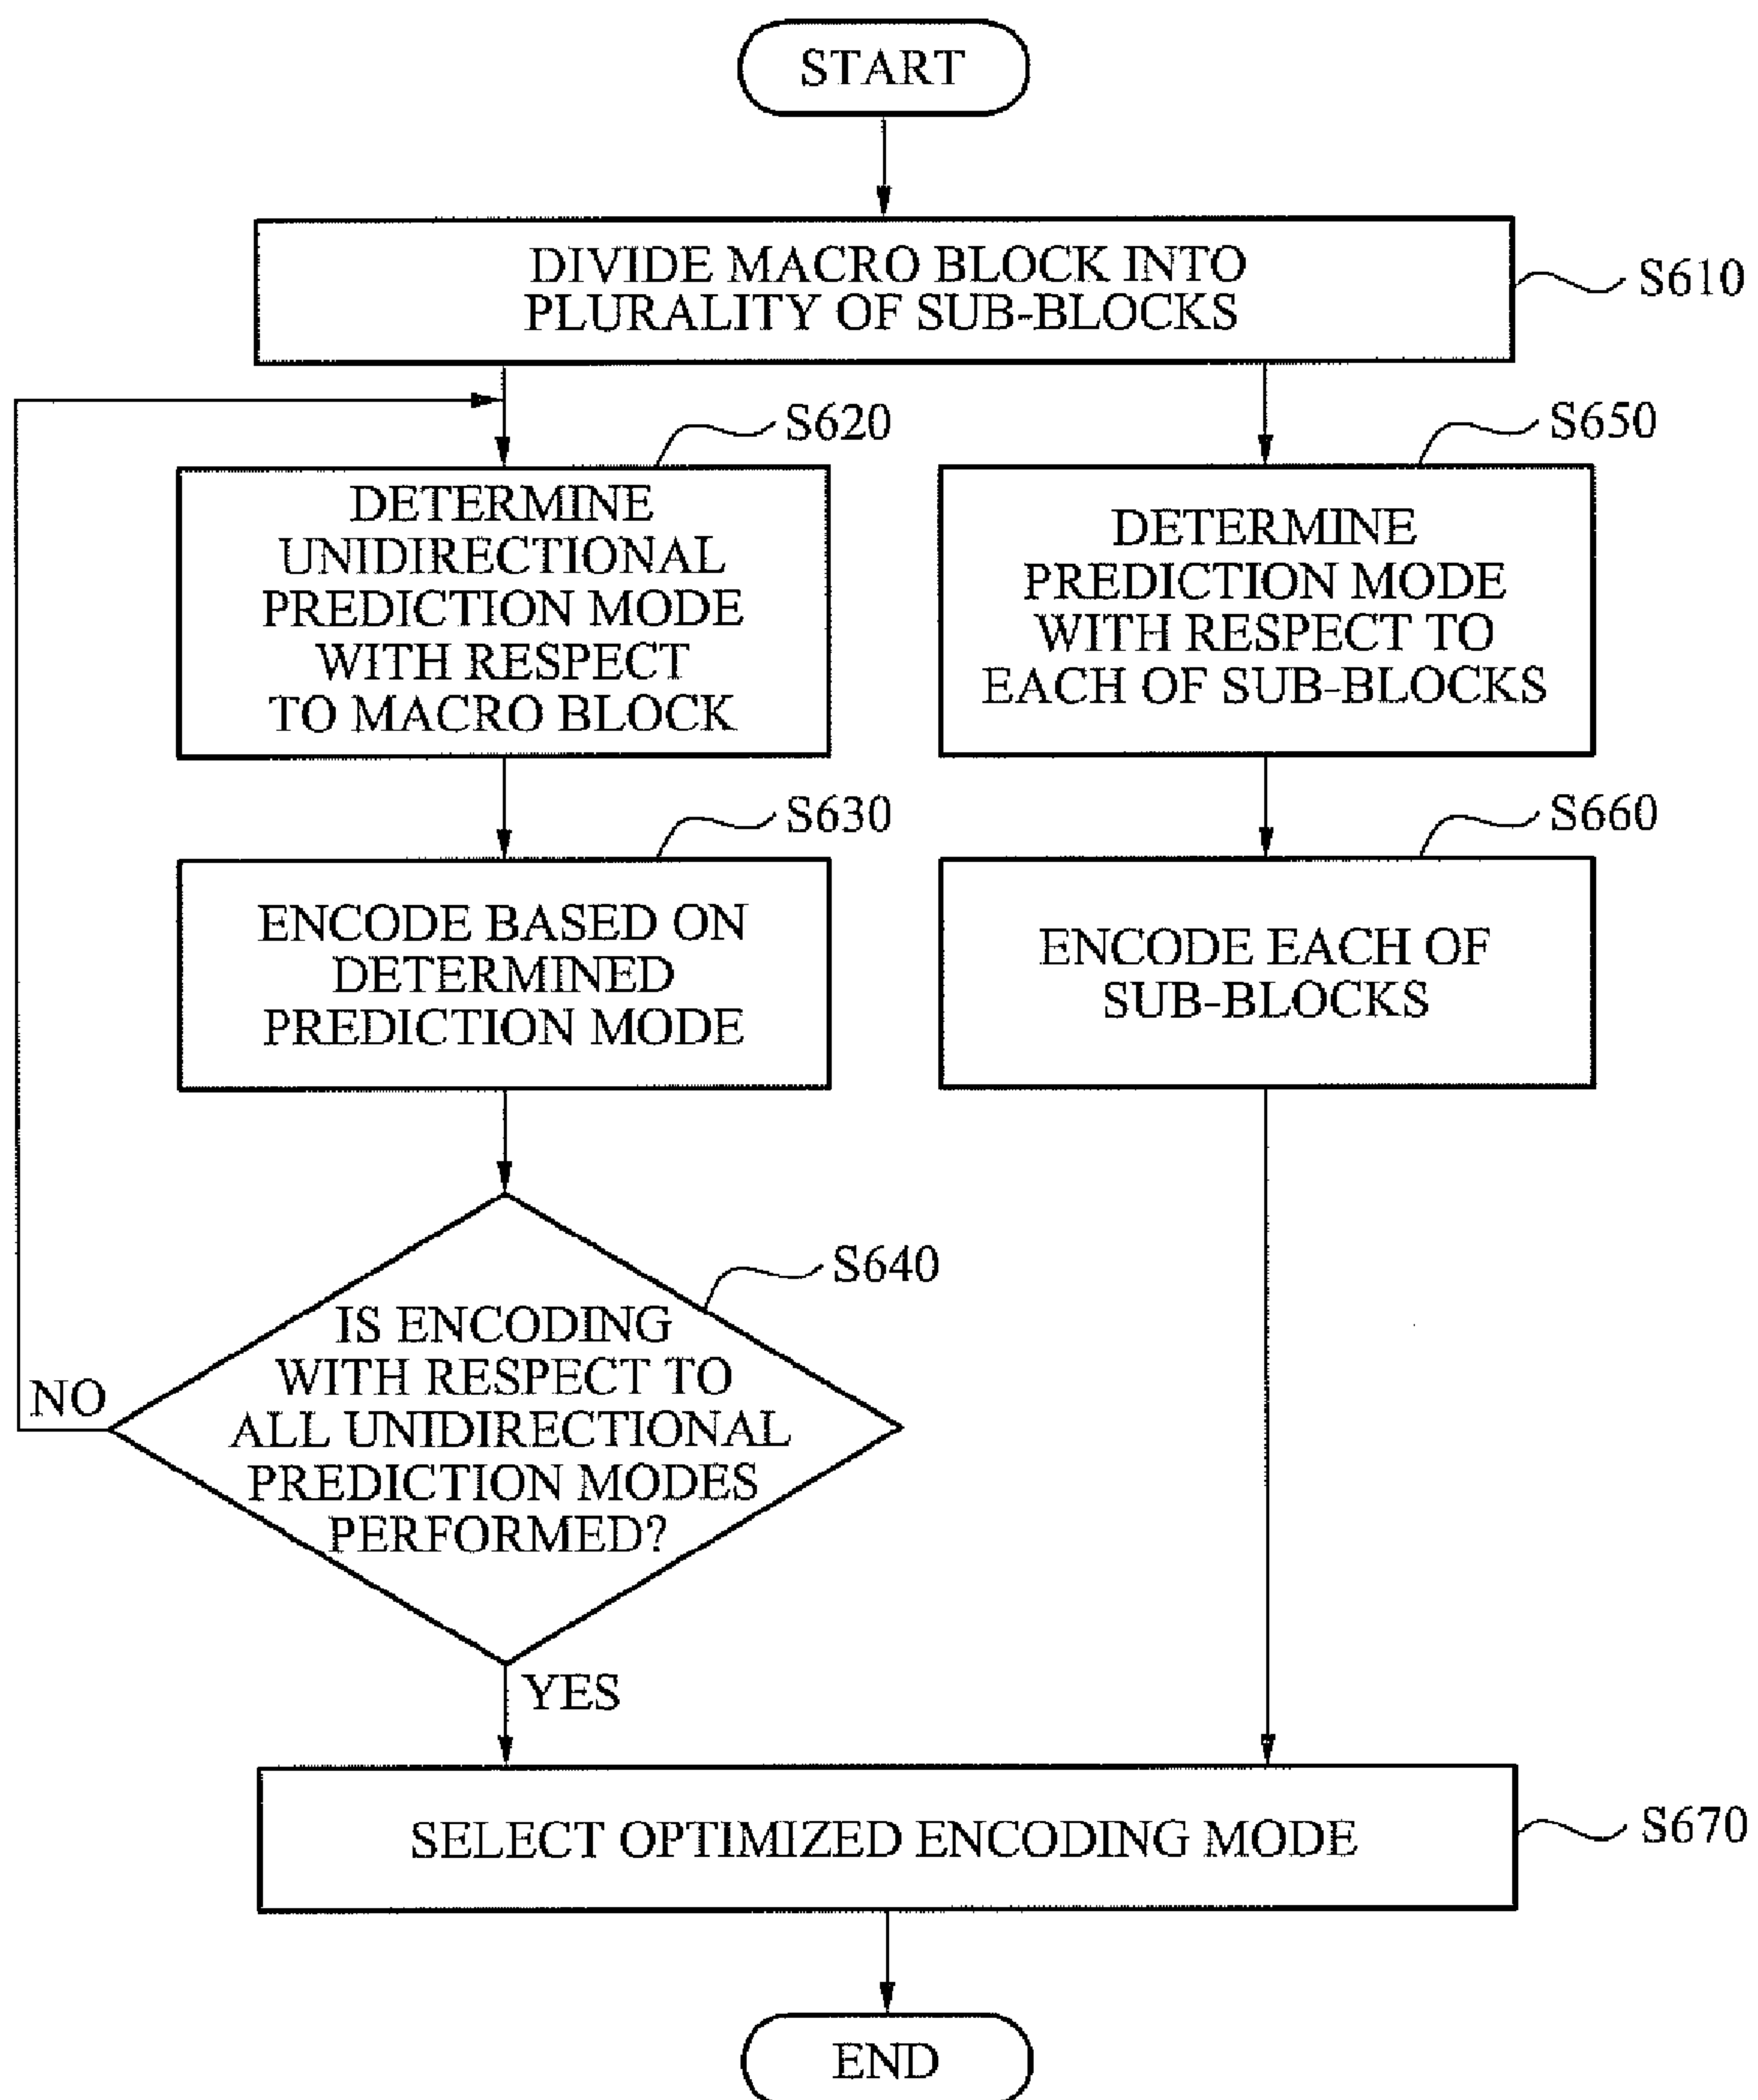 START
DIVIDE MACRO BLOCK INTO
PLURALITY OF SUB-BLOCKS
S610
S620
DETERMINE
UNIDIRECTIONAL
PREDICTION MODE
WITH RESPECT
TO MACRO BLOCK
S650
DETERMINE
PREDICTION MODE
WITH RESPECT TO
EACH OF SUB-BLOCKS
S630
ENCODE BASED ON
DETERMINED
PREDICTION MODE
S660
ENCODE EACH OF
SUB-BLOCKS
S640
IS ENCODING
WITH RESPECT TO
ALL UNIDIRECTIONAL
PREDICTION MODES
PERFORMED?
NO
YES
SELECT OPTIMIZED ENCODING MODE
S670
END